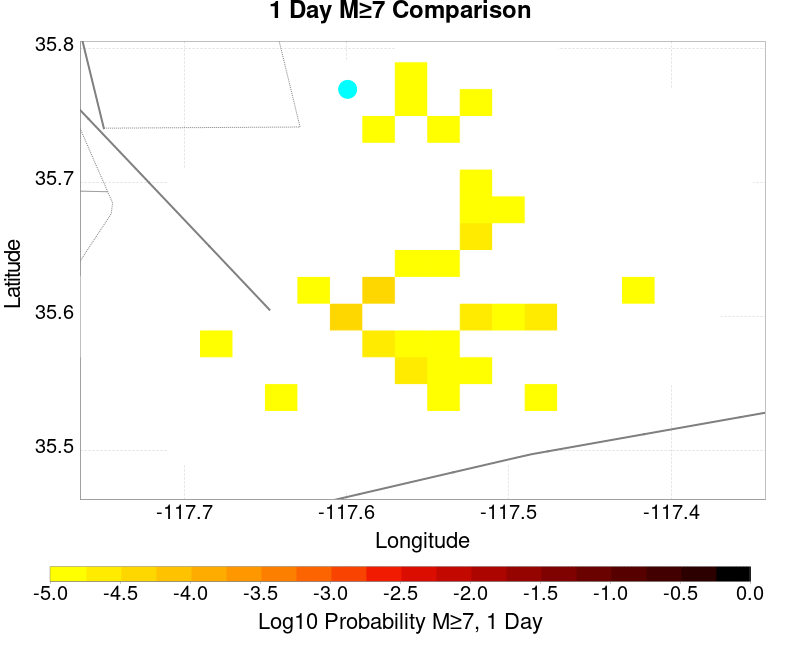 1 Day M≥7 Comparison
35.8
35.7
35.6
35.5
Latitude
-117.7 -117.6 -117.5 -117.4
Longitude
-5.0 -4.5 -4.0 -3.5 -3.0 -2.5 -2.0 -1.5 -1.0 -0.5 0.0
Log10 Probability M≥7, 1 Day